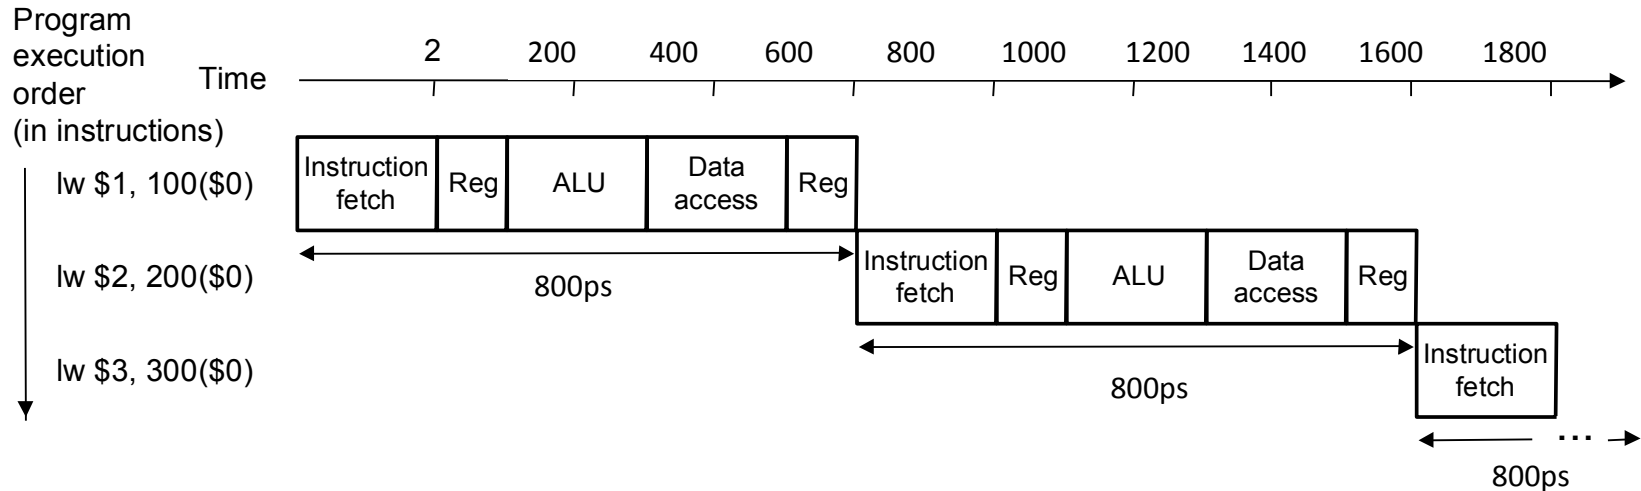 Program
execution
order
(in instructions)
Time
2 200 400 600 800 1000 1200 1400 1600 1800
lw $1, 100($0)
Instruction
fetch
Reg
ALU
Data
access
Reg
800ps
lw $2, 200($0)
Instruction
fetch
Reg
ALU
Data
access
Reg
800ps
lw $3, 300($0)
Instruction
fetch
...
800ps